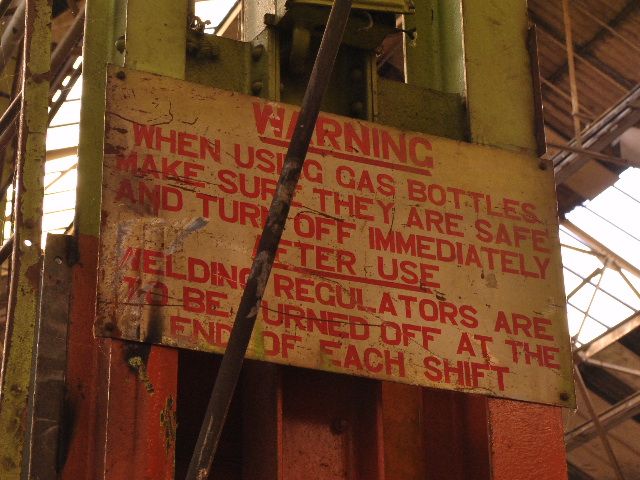 WARNING
WHEN USING GAS BOTTLES
MAKE SURE THEY ARE SAFE
AND TURN OFF IMMEDIATELY
AFTER USE
WELDING REGULATORS ARE
TO BE TURNED OFF AT THE
END OF EACH SHIFT